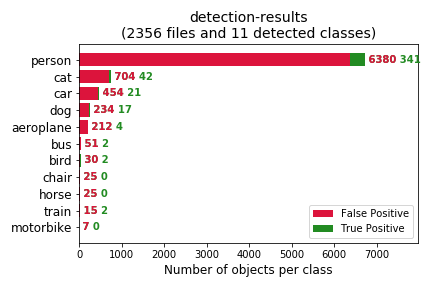 detection-results
(2356 files and 11 detected classes)
person 6380 341
cat 704 42
car 454 21
dog 234 17
aeroplane 212 4
bus 51 2
bird 30 2
chair 25 0
horse 25 0
train 15 2
motorbike 7 0
False Positive
True Positive
0 1000 2000 3000 4000 5000 6000 7000
Number of objects per class